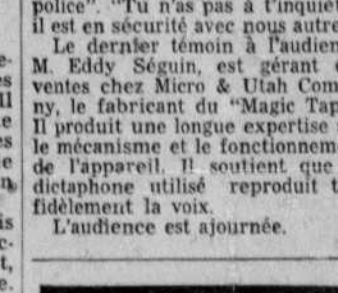 police". "Tu n'as pas à t'inquiét
il est en sécurité avec nous autre
Le dernier témoin à l'audien
M. Eddy Séguin, est gérant
ventes chez Micro & Utah Com
ny, le fabricant du "Magic Tap
Il produit une longue expertise
le mécanisme et le fonctionnem
de l'appareil. Il soutient que
dictaphone utilisé reproduit t
fidèlement la voix.
L'audience est ajournée.